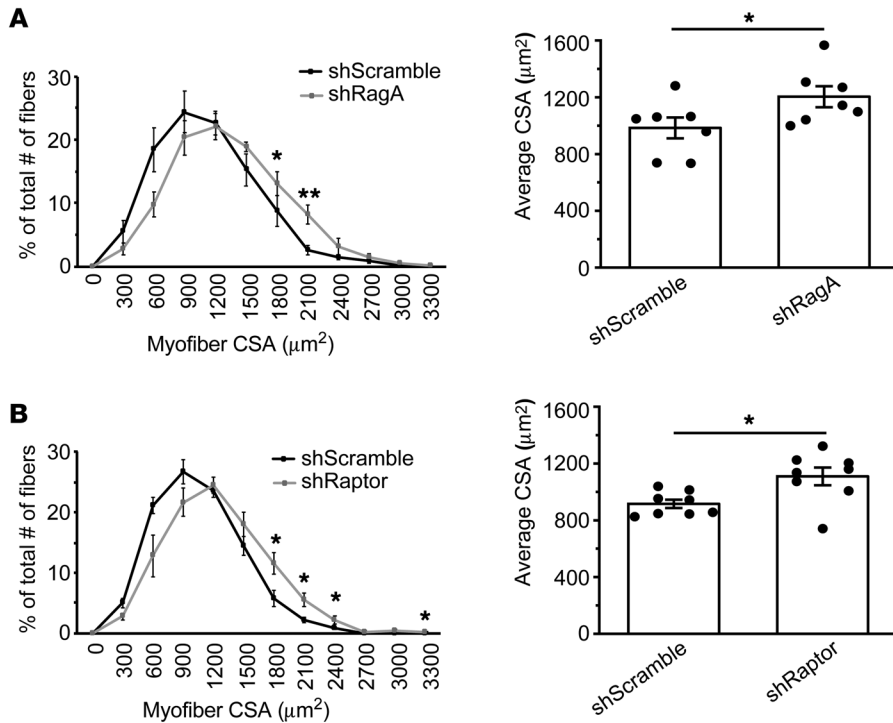 A
% of total # of fibers
30
20
10
0
shScramble
shRagA
*
**
0 300 600 900 1200 1500 1800 2100 2400 2700 3000 3300
Myofiber CSA (μm²)
Average CSA (μm²)
1600
1200
800
400
0
*
shScramble
shRagA
B
% of total # of fibers
30
20
10
0
shScramble
shRaptor
*
*
*
*
0 300 600 900 1200 1500 1800 2100 2400 2700 3000 3300
Myofiber CSA (μm²)
Average CSA (μm²)
1600
1200
800
400
0
*
shScramble
shRaptor